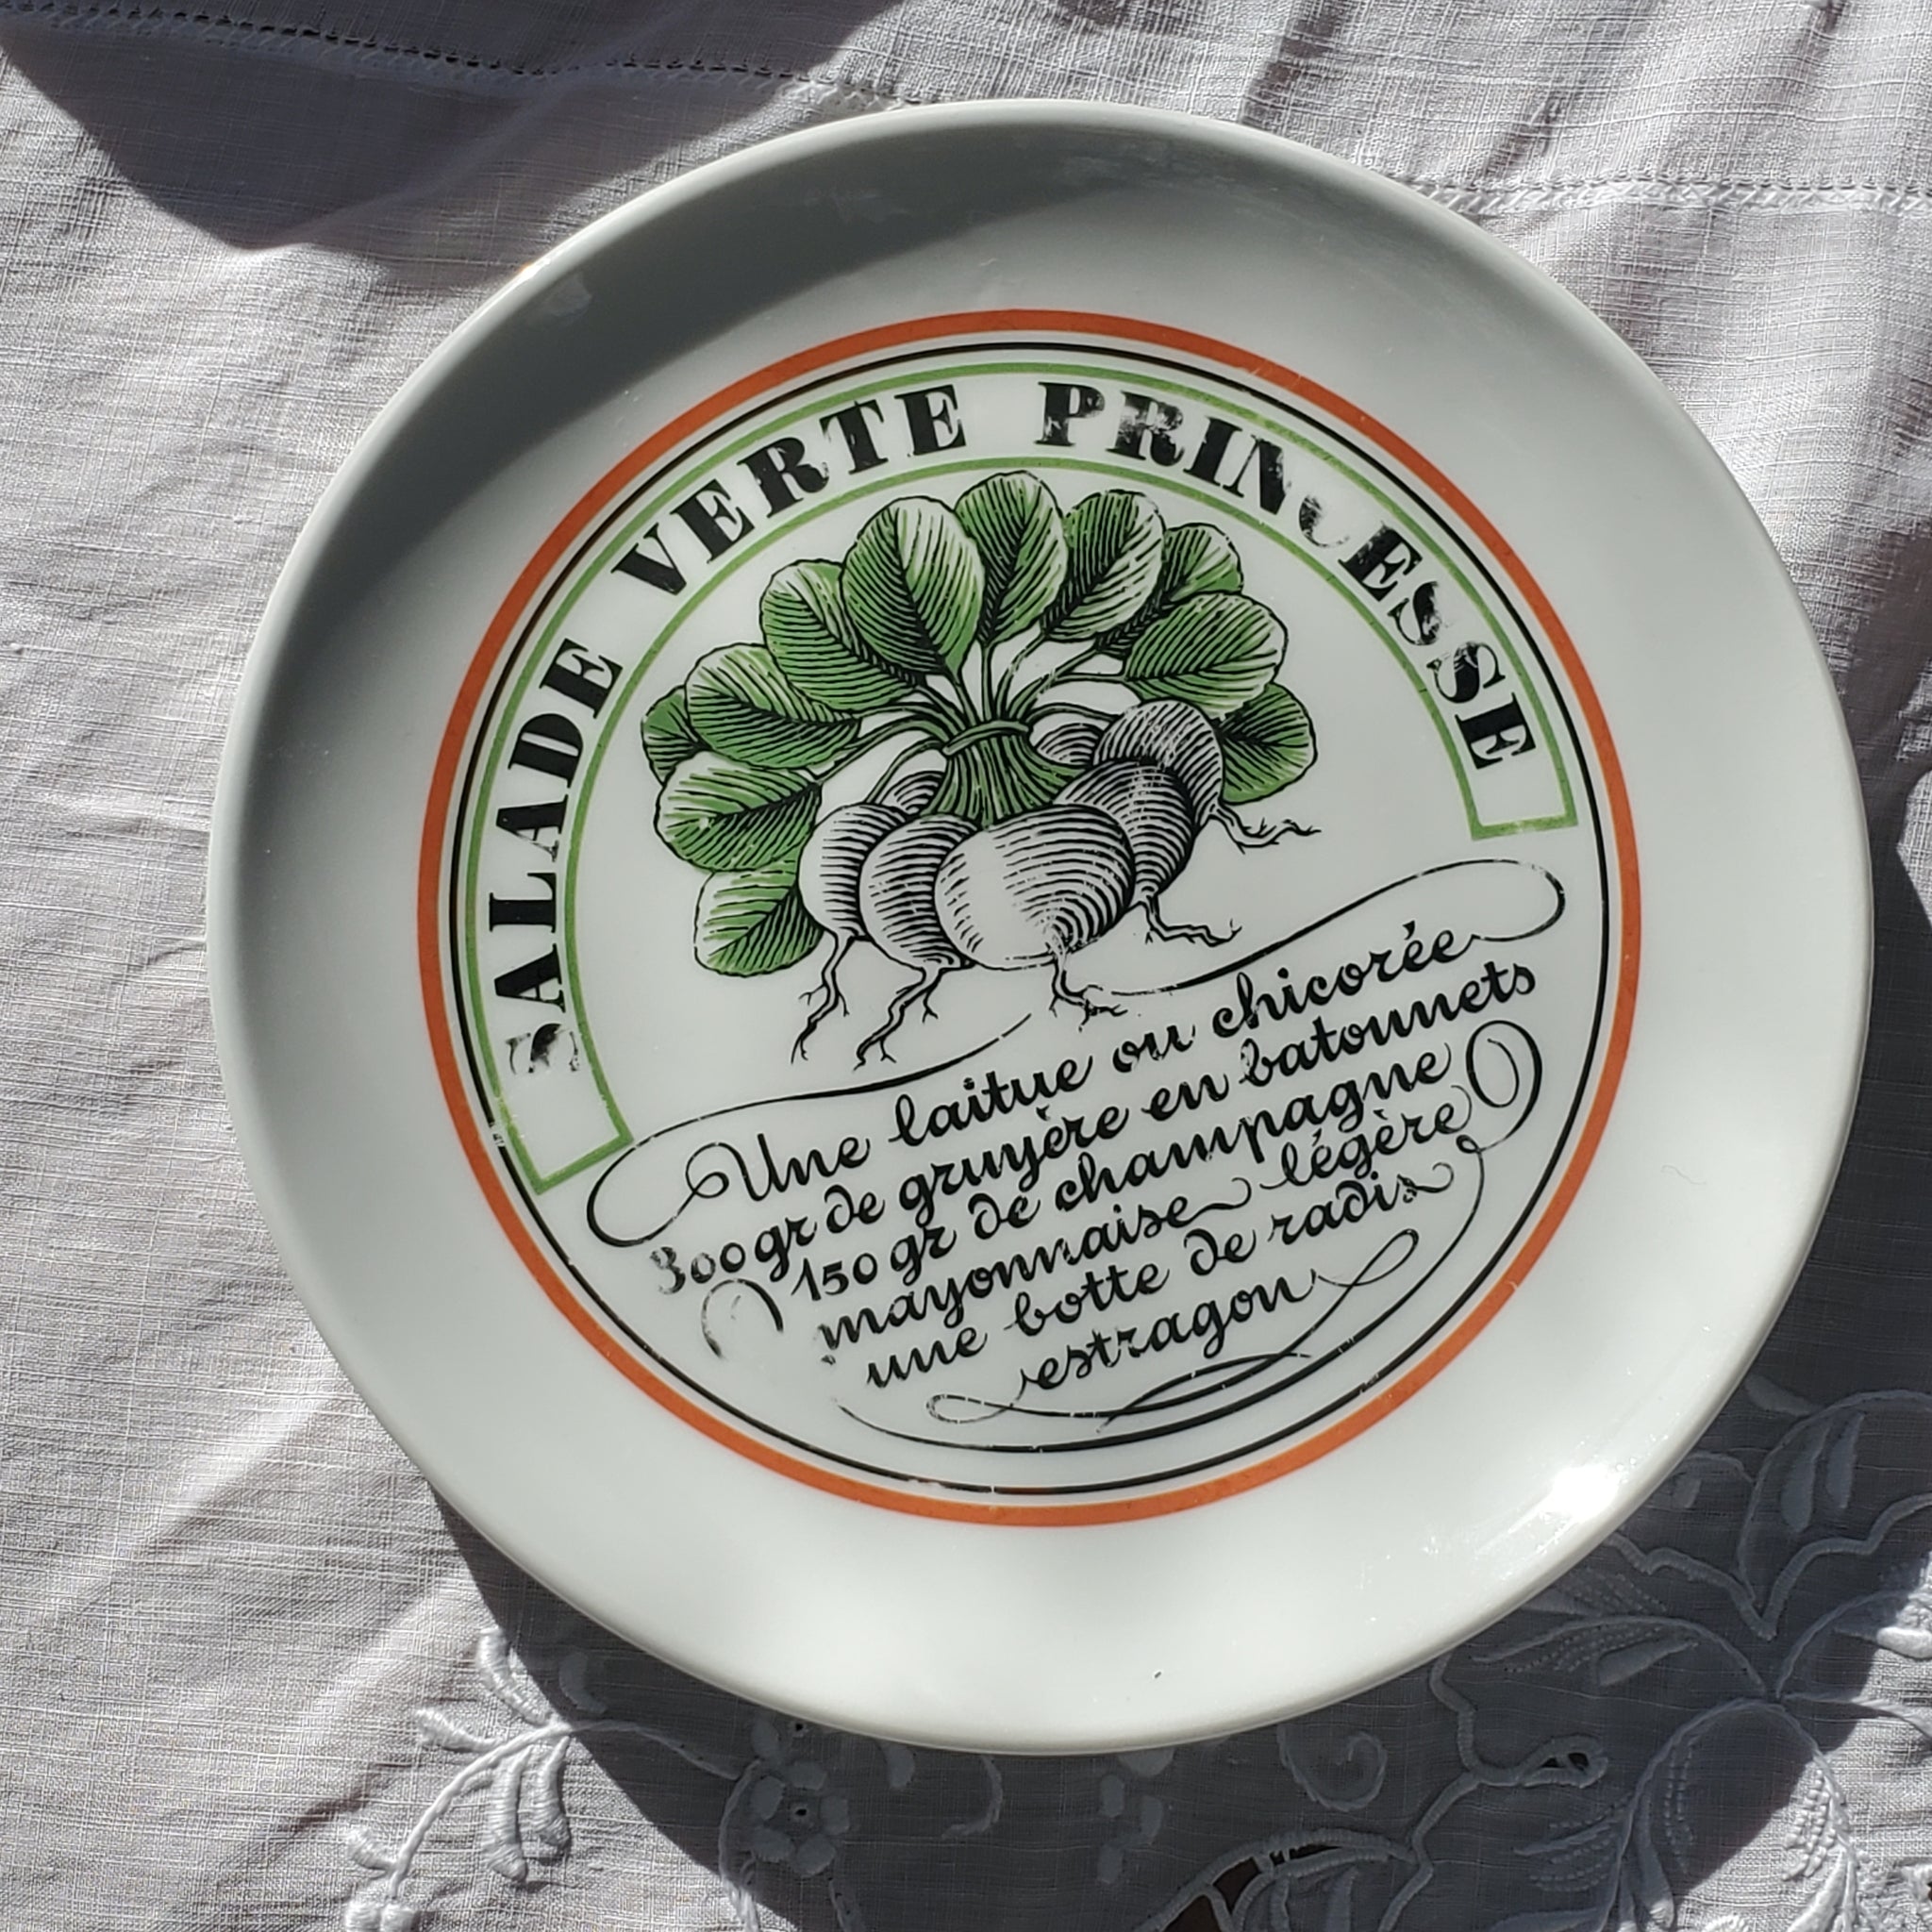 SALADE VERTE PRINCESSE
Une laitue ou chicorée
300 gr de gruyère en batonnets
150 gr de champagne
mayonnaise légère
une botte de radis
estragon